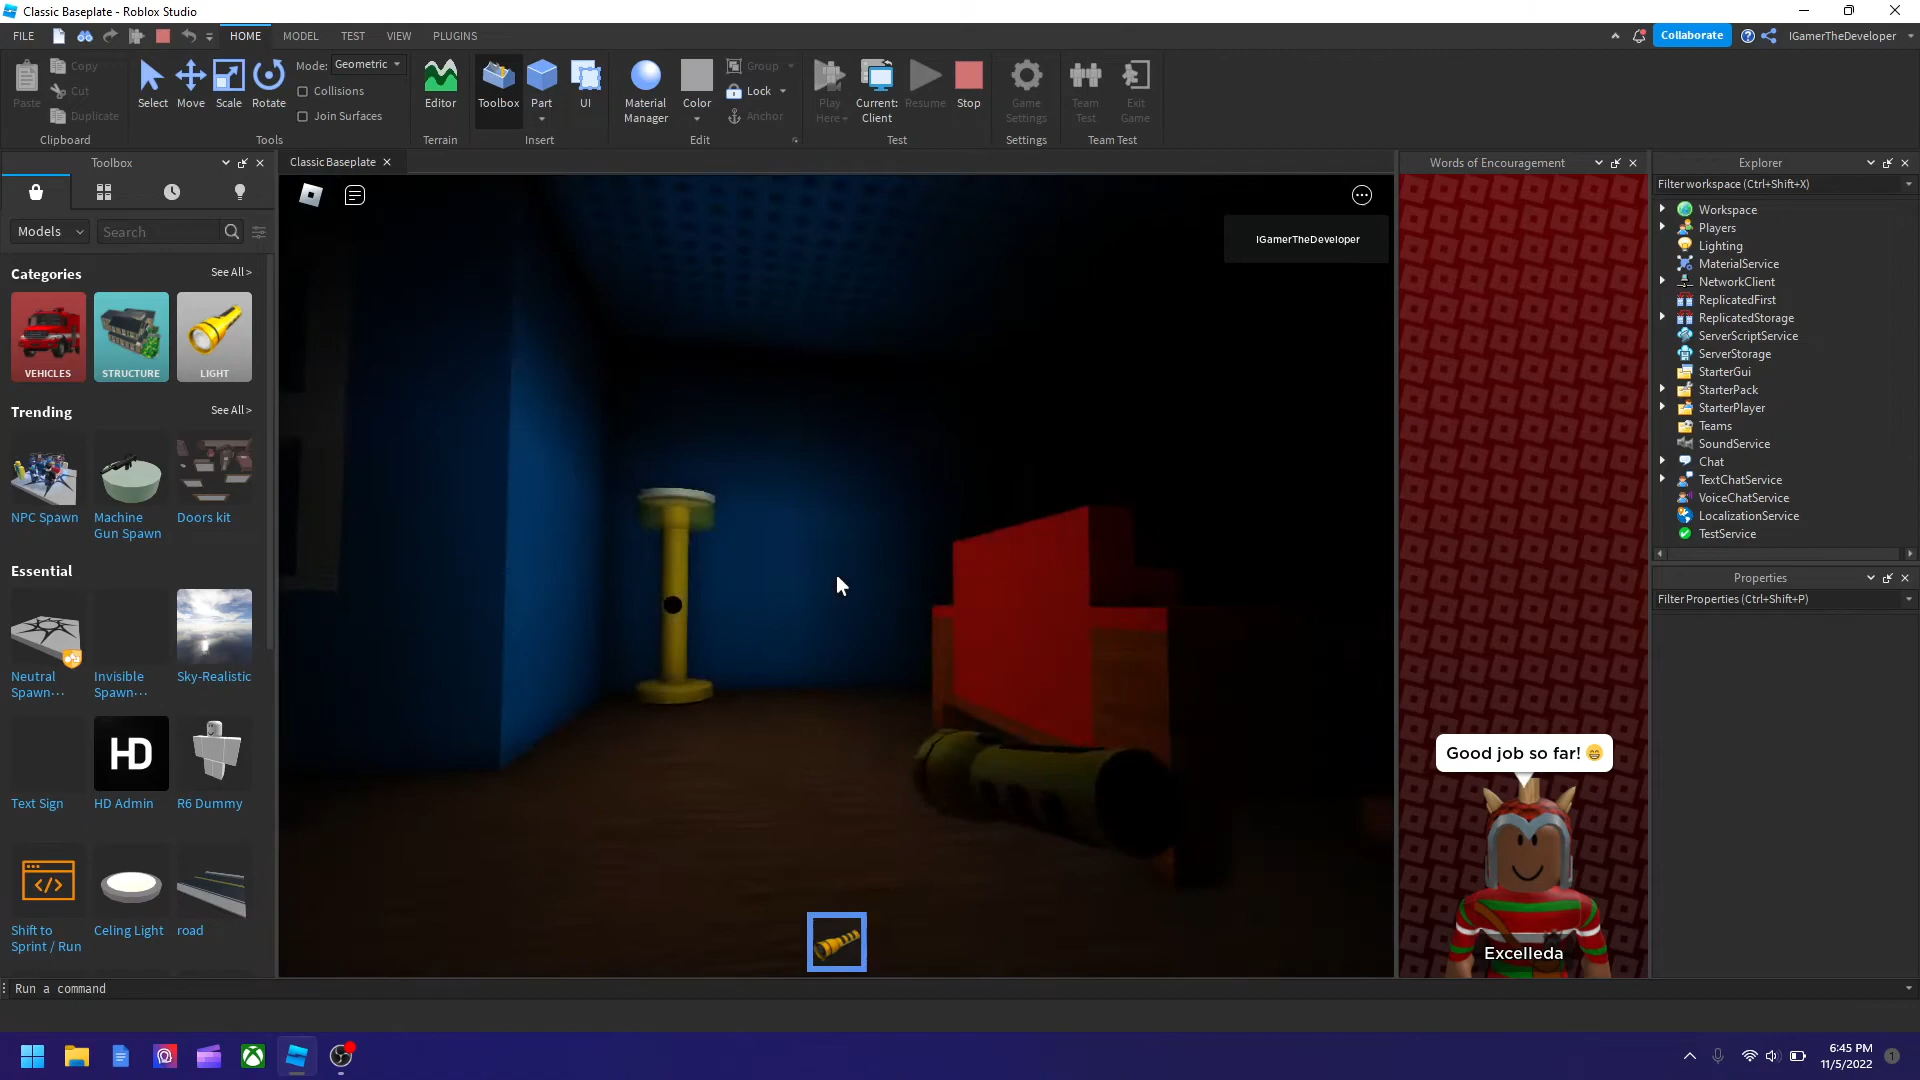 Classic Baseplate - Roblox Studio
FILE
HOME
MODEL
TEST
VIEW
PLUGINS
Collaborate
IGamerTheDeveloper
Paste
Copy
Cut
Duplicate
Clipboard
Select
Move
Scale
Rotate
Mode:
Geometric
Collisions
Join Surfaces
Tools
Editor
Terrain
Toolbox
Part
UI
Insert
Material
Manager
Color
Group
Lock
Anchor
Edit
Play
Here
Current:
Client
Resume
Stop
Test
Game
Settings
Settings
Team
Test
Exit
Game
Team Test
Toolbox
Classic Baseplate
Words of Encouragement
Explorer
Models
Search
Categories
See All >
VEHICLES
STRUCTURE
LIGHT
Trending
See All >
NPC Spawn
Machine
Gun Spawn
Doors kit
Essential
Neutral
Spawn···
Invisible
Spawn···
Sky-Realistic
HD
Text Sign
HD Admin
R6 Dummy
Shift to
Sprint / Run
Celing Light
road
IGamerTheDeveloper
Good job so far! 😄
Excelleda
Filter workspace (Ctrl+Shift+X)
Workspace
Players
Lighting
MaterialService
NetworkClient
ReplicatedFirst
ReplicatedStorage
ServerScriptService
ServerStorage
StarterGui
StarterPack
StarterPlayer
Teams
SoundService
Chat
TextChatService
VoiceChatService
LocalizationService
TestService
Properties
Filter Properties (Ctrl+Shift+P)
Run a command
6:45 PM
11/5/2022
1